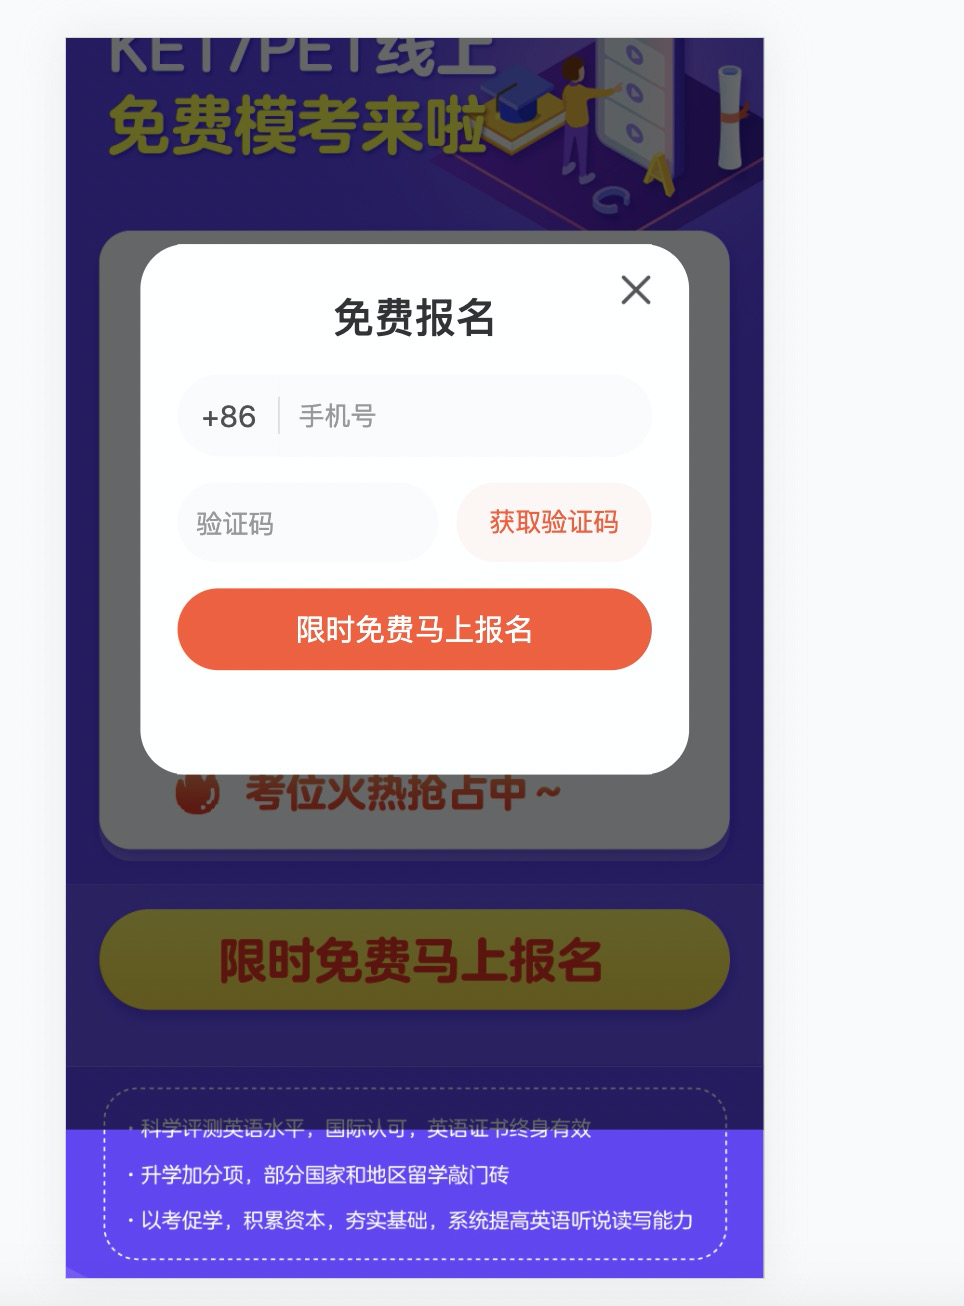 KET/PET线上
免费模考来啦
免费报名
+86 手机号
验证码 获取验证码
限时免费马上报名
考位火热抢占中~
限时免费马上报名
· 科学评测英语水平，国际认可，英语证书终身有效
· 升学加分项，部分国家和地区留学敲门砖
· 以考促学，积累资本，夯实基础，系统提高英语听说读写能力